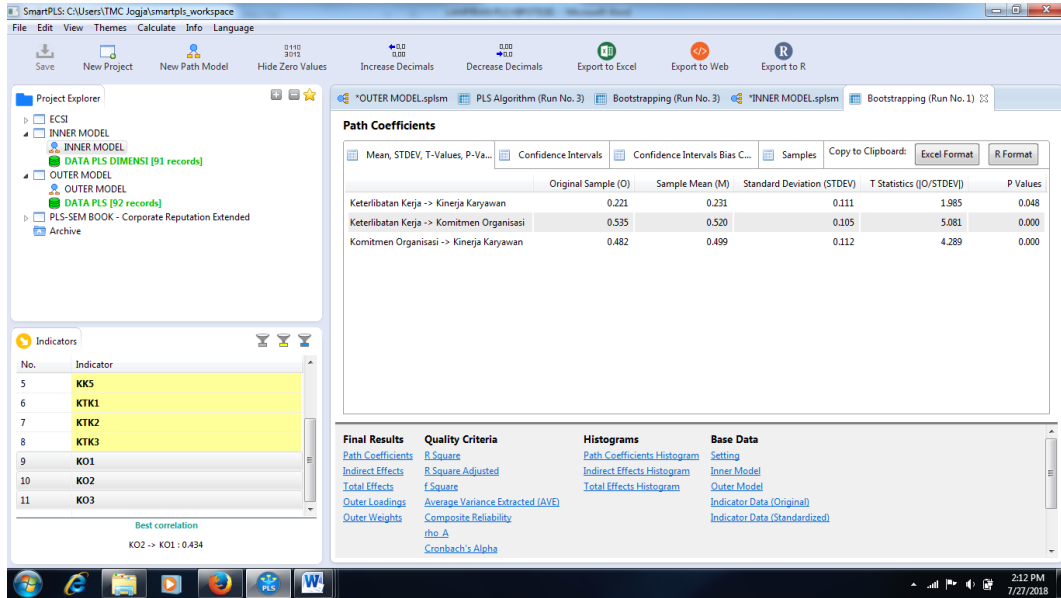 SmartPLS: C:\Users\TMC Jogja\smartpls_workspace
File Edit View Themes Calculate Info Language
Save New Project New Path Model Hide Zero Values Increase Decimals Decrease Decimals Export to Excel Export to Web Export to R
Project Explorer
ECSI
INNER MODEL
INNER MODEL
DATA PLS DIMENSI [91 records]
OUTER MODEL
OUTER MODEL
DATA PLS [92 records]
PLS-SEM BOOK - Corporate Reputation Extended
Archive
Indicators
No. Indicator
5 KK5
6 KTK1
7 KTK2
8 KTK3
9 KO1
10 KO2
11 KO3
Best correlation
KO2 -> KO1 : 0.434
*OUTER MODEL.splsm PLS Algorithm (Run No. 3) Bootstrapping (Run No. 3) *INNER MODEL.splsm Bootstrapping (Run No. 1)
Path Coefficients
Mean, STDEV, T-Values, P-Va... Confidence Intervals Confidence Intervals Bias C... Samples Copy to Clipboard: Excel Format R Format
Original Sample (O) Sample Mean (M) Standard Deviation (STDEV) T Statistics (|O/STDEV|) P Values
Keterlibatan Kerja -> Kinerja Karyawan 0.221 0.231 0.111 1.985 0.048
Keterlibatan Kerja -> Komitmen Organisasi 0.535 0.520 0.105 5.081 0.000
Komitmen Organisasi -> Kinerja Karyawan 0.482 0.499 0.112 4.289 0.000
Final Results Quality Criteria Histograms Base Data
Path Coefficients R Square Path Coefficients Histogram Setting
Indirect Effects R Square Adjusted Indirect Effects Histogram Inner Model
Total Effects f Square Total Effects Histogram Outer Model
Outer Loadings Average Variance Extracted (AVE) Indicator Data (Original)
Outer Weights Composite Reliability Indicator Data (Standardized)
rho_A
Cronbach's Alpha
PLS
2:12 PM
7/27/2018